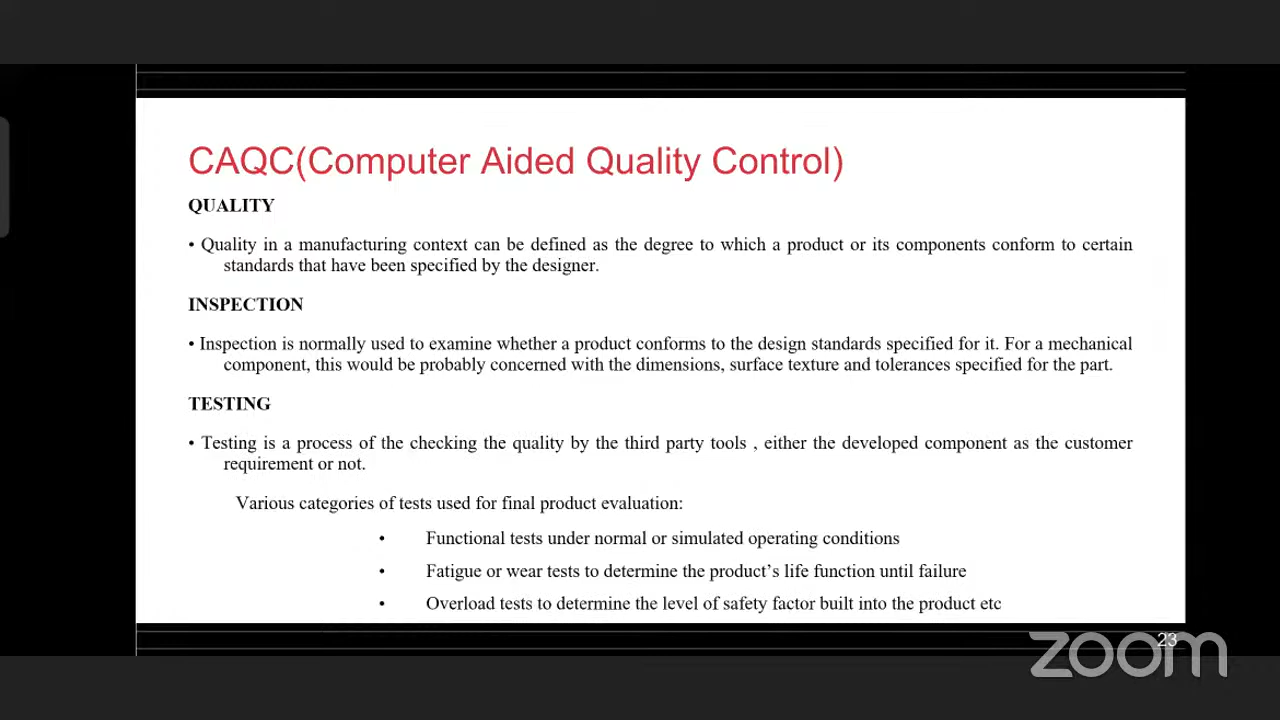 CAQC(Computer Aided Quality Control)
QUALITY
• Quality in a manufacturing context can be defined as the degree to which a product or its components conform to certain
standards that have been specified by the designer.
INSPECTION
• Inspection is normally used to examine whether a product conforms to the design standards specified for it. For a mechanical
component, this would be probably concerned with the dimensions, surface texture and tolerances specified for the part.
TESTING
• Testing is a process of the checking the quality by the third party tools , either the developed component as the customer
requirement or not.
Various categories of tests used for final product evaluation:
• Functional tests under normal or simulated operating conditions
• Fatigue or wear tests to determine the product’s life function until failure
• Overload tests to determine the level of safety factor built into the product etc
23
zoom